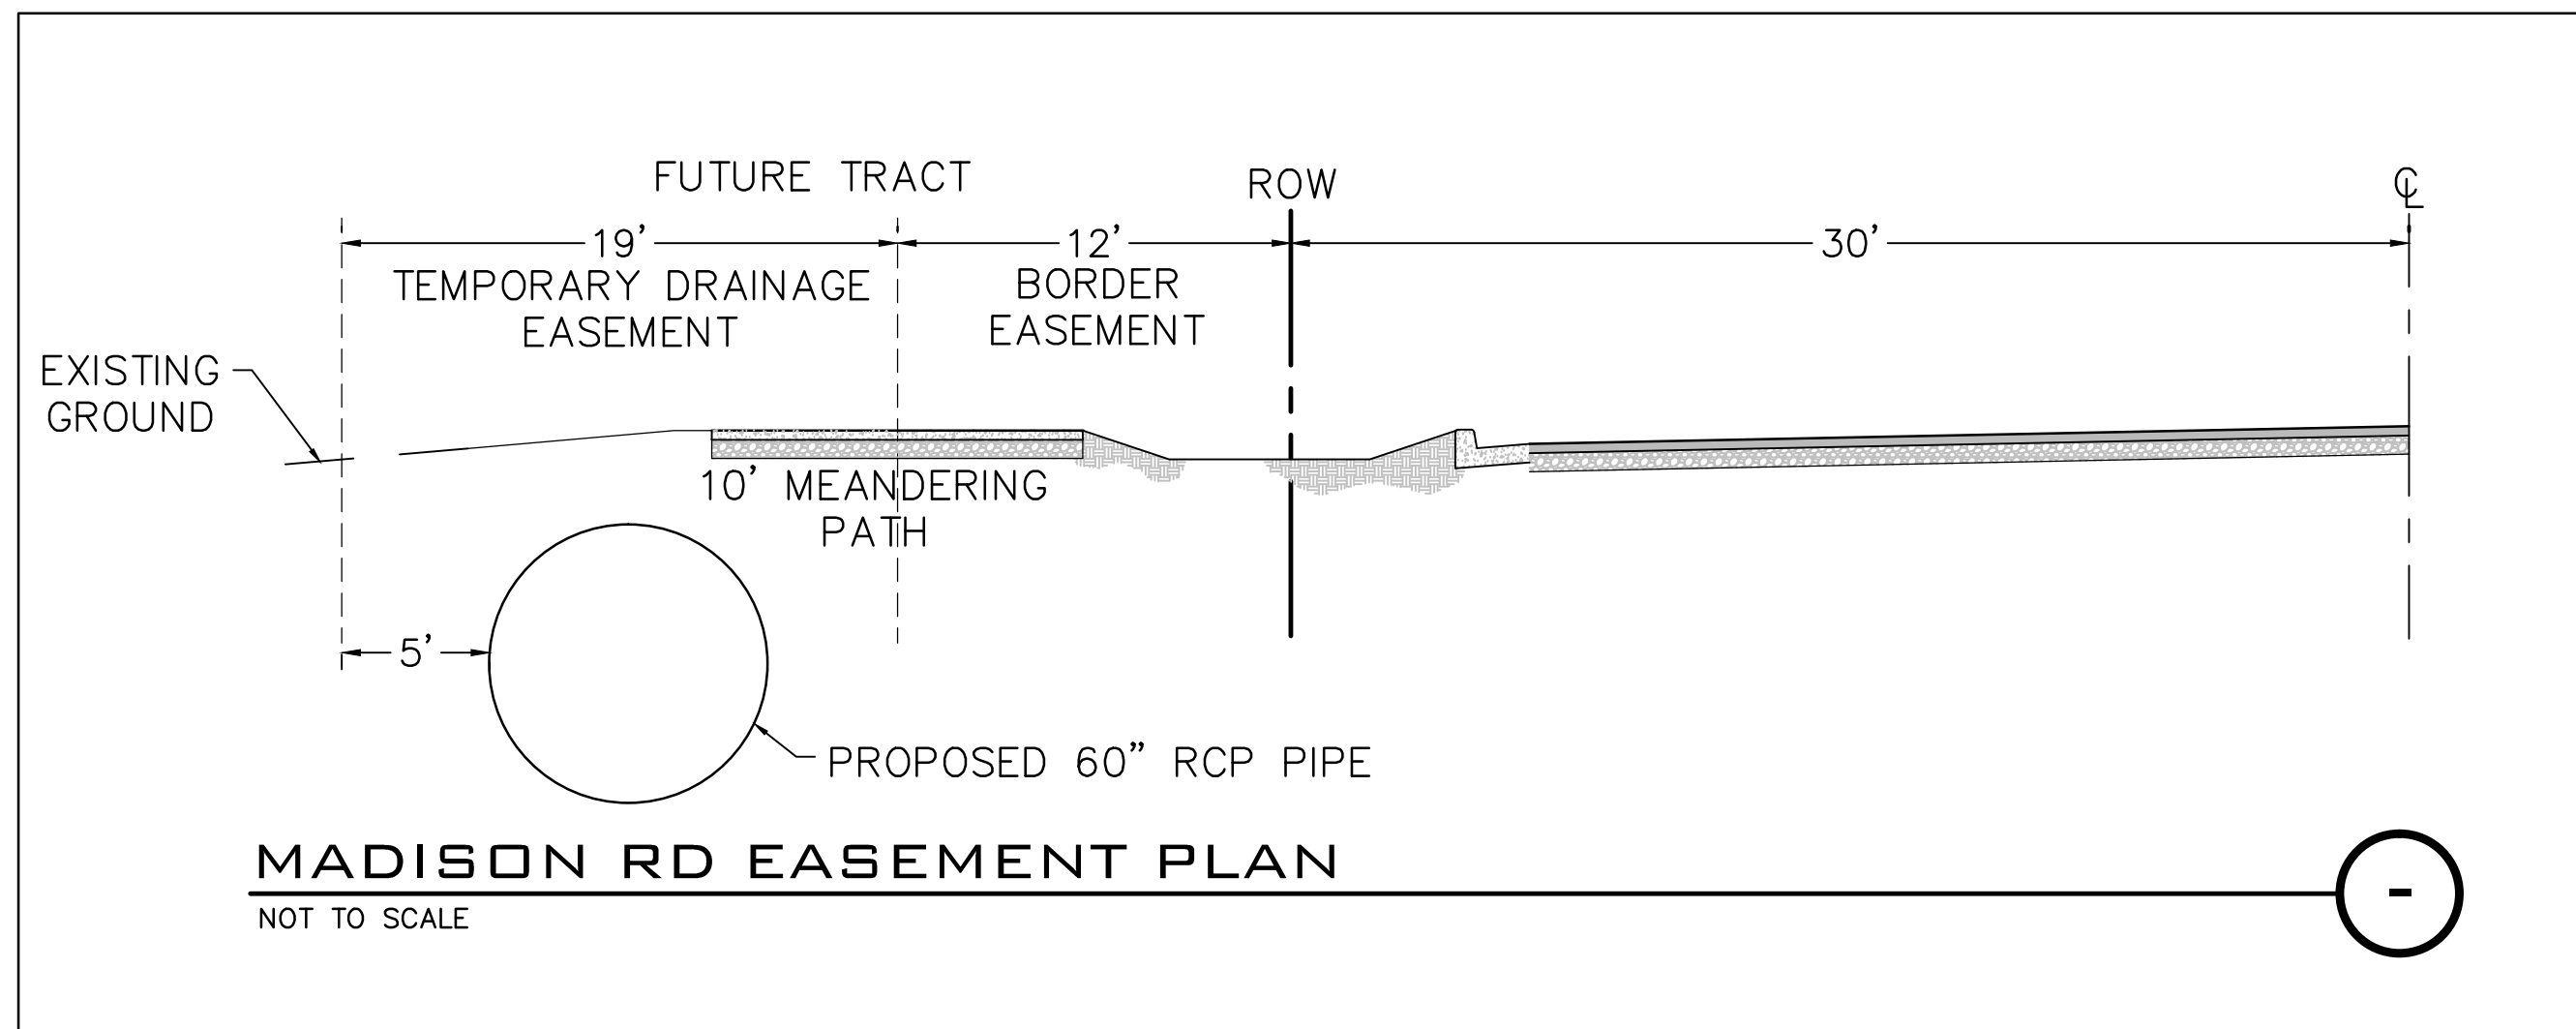 FUTURE TRACT
ROW
℄
19'
12'
30'
TEMPORARY DRAINAGE
EASEMENT
BORDER
EASEMENT
EXISTING
GROUND
10' MEANDERING
PATH
5'
PROPOSED 60" RCP PIPE
MADISON RD EASEMENT PLAN
-
NOT TO SCALE